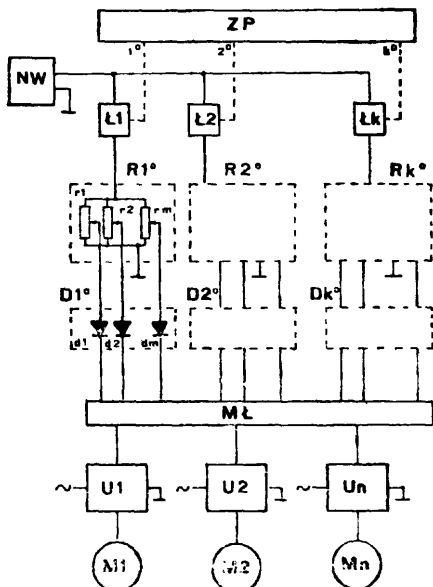 ZP
1° 2° k°
NW
Ł1 Ł2 Łk
R1° R2° Rk°
r1 r2 rm
D1° D2° Dk°
d1 d2 dm
MŁ
~ U1 ~ U2 ~ Un
M1 M2 Mn